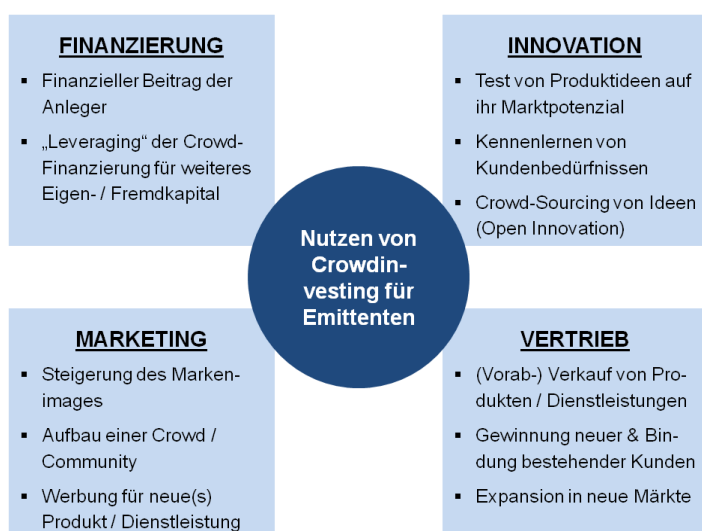 FINANZIERUNG
▪ Finanzieller Beitrag der
Anleger
▪ „Leveraging“ der Crowd-
Finanzierung für weiteres
Eigen- / Fremdkapital
INNOVATION
▪ Test von Produktideen auf
ihr Marktpotenzial
▪ Kennenlernen von
Kundenbedürfnissen
▪ Crowd-Sourcing von Ideen
(Open Innovation)
Nutzen von
Crowdin-
vesting für
Emittenten
MARKETING
▪ Steigerung des Marken-
images
▪ Aufbau einer Crowd /
Community
▪ Werbung für neue(s)
Produkt / Dienstleistung
VERTRIEB
▪ (Vorab-) Verkauf von Pro-
dukten / Dienstleistungen
▪ Gewinnung neuer & Bin-
dung bestehender Kunden
▪ Expansion in neue Märkte